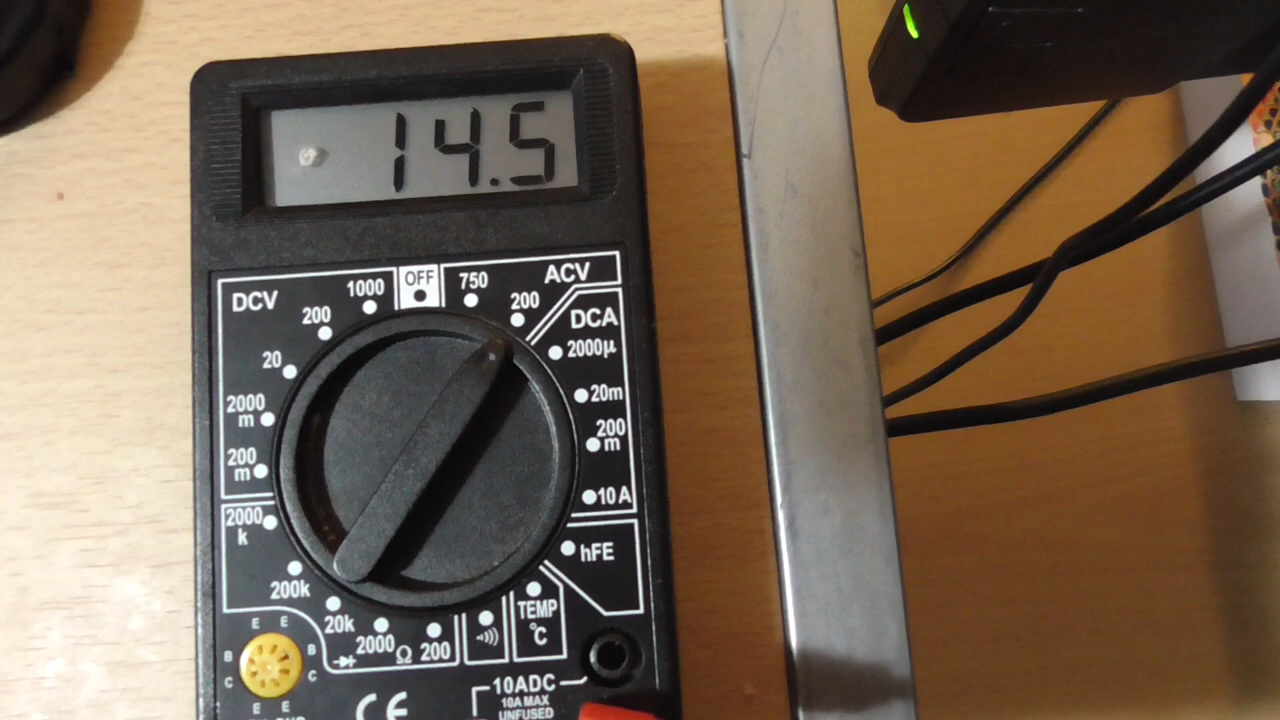 14.5
OFF
750
ACV
DCV
1000
200
200
DCA
2000µ
20
20m
2000
m
200
m
200
m
10A
2000
k
hFE
200k
20k
2000
Ω
200
TEMP
°C
E E
B B
C C
E E
10ADC
10A MAX
UNFUSED
CE